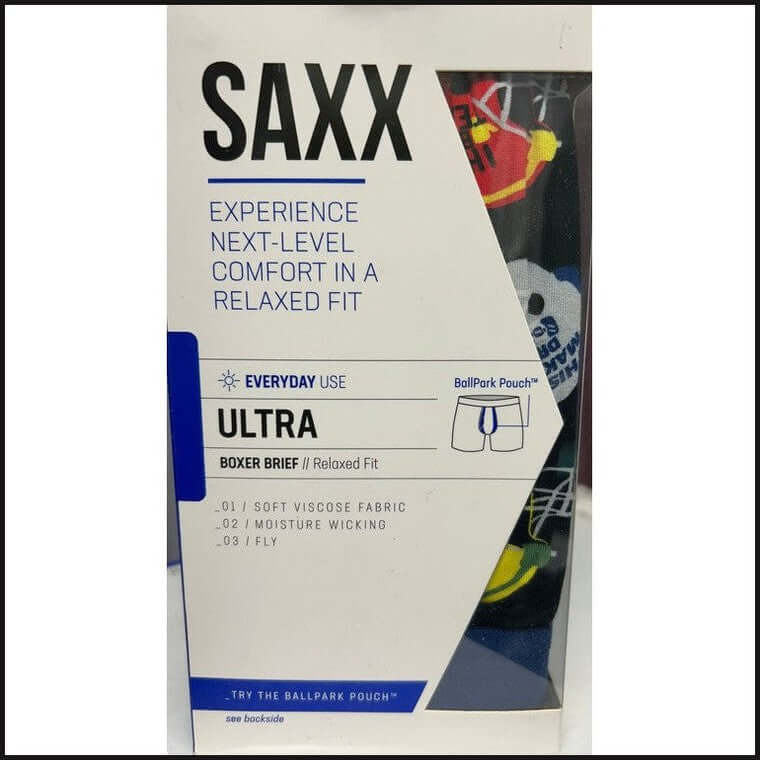 SAXX
EXPERIENCE
NEXT-LEVEL
COMFORT IN A
RELAXED FIT
EVERYDAY USE
BallPark Pouch™
ULTRA
BOXER BRIEF // Relaxed Fit
_01 / SOFT VISCOSE FABRIC
_02 / MOISTURE WICKING
_03 / FLY
_TRY THE BALLPARK POUCH™
see backside